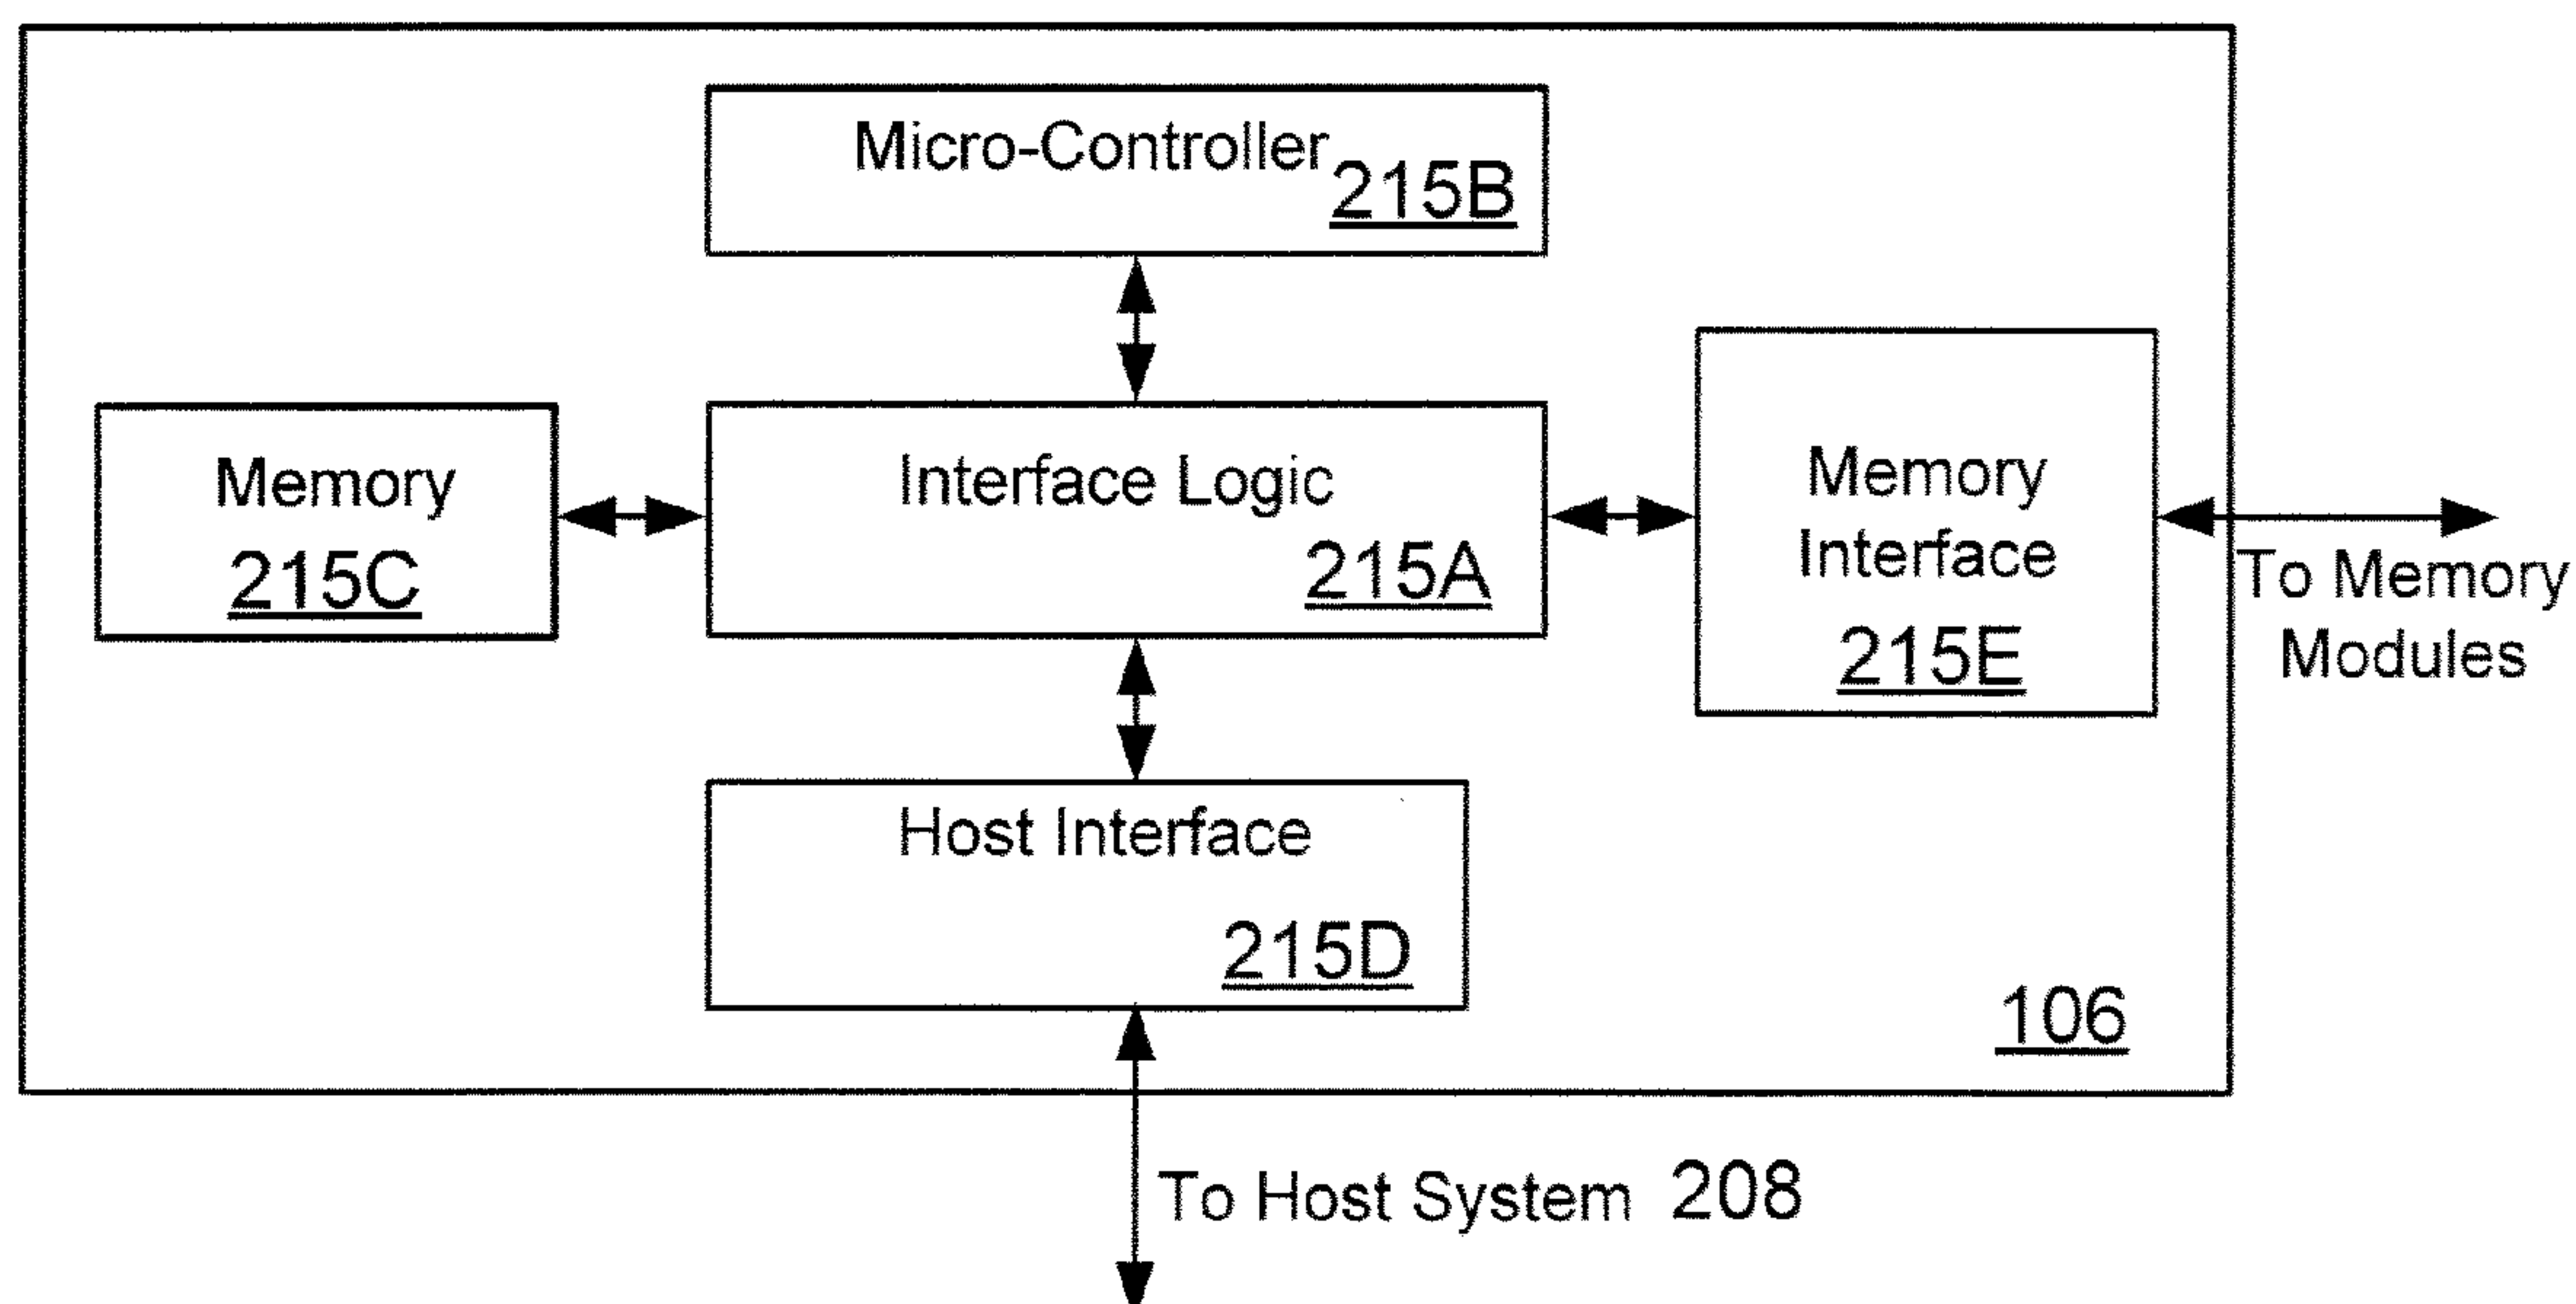 Micro-Controller
215B
Memory
215C
Interface Logic
215A
Memory
Interface
215E
To Memory
Modules
Host Interface
215D
106
To Host System 208